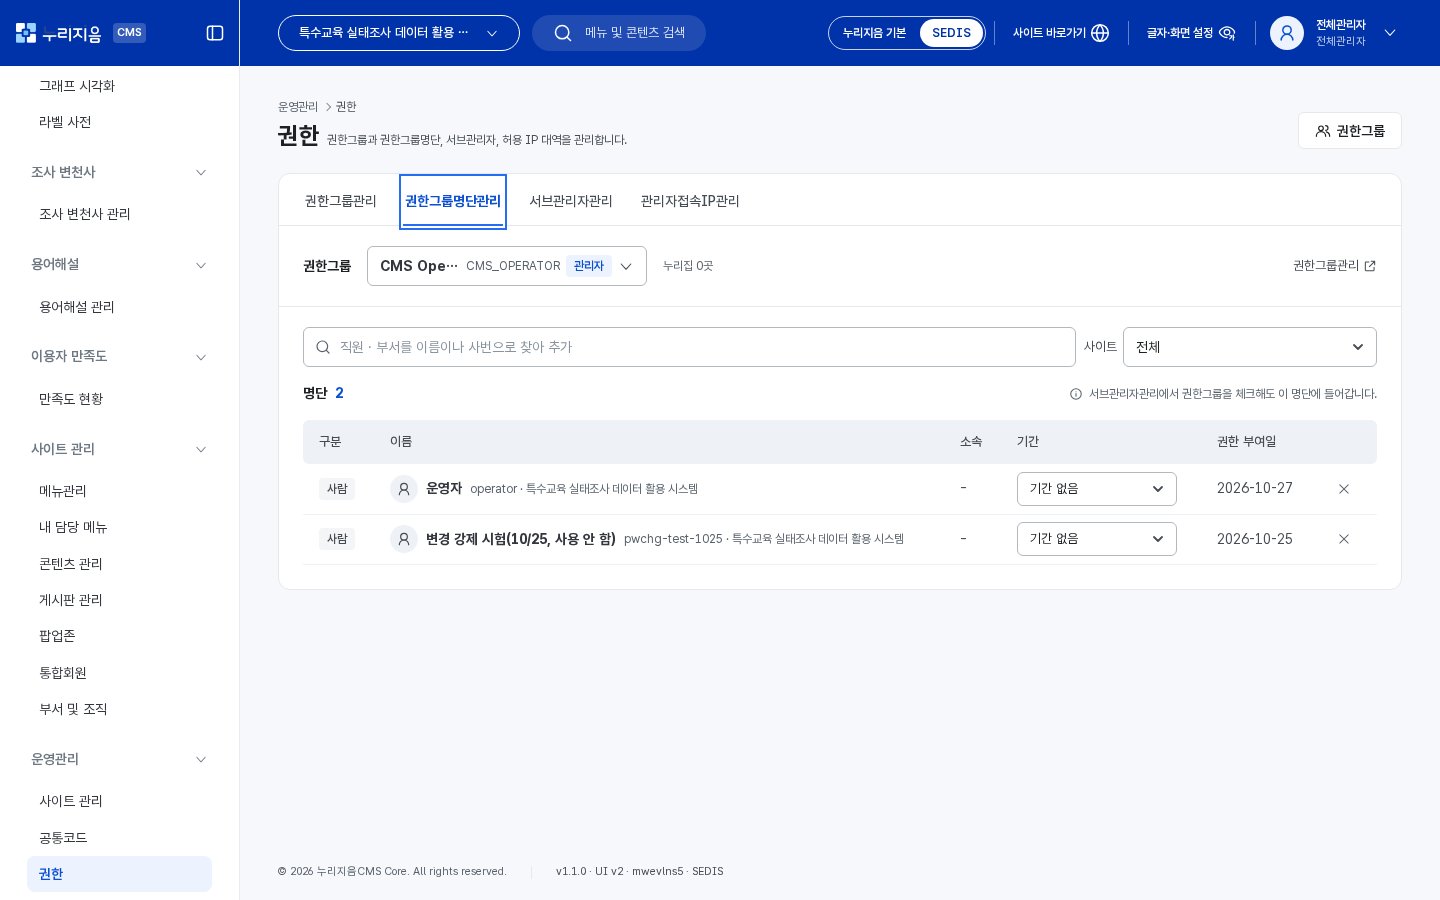 누리지음 CMS
특수교육 실태조사 데이터 활용 ···
메뉴 및 콘텐츠 검색
누리지음 기본
SEDIS
사이트 바로가기
글자·화면 설정
전체관리자
전체관리자
그래프 시각화
라벨 사전
조사 변천사
조사 변천사 관리
용어해설
용어해설 관리
이용자 만족도
만족도 현황
사이트 관리
메뉴관리
내 담당 메뉴
콘텐츠 관리
게시판 관리
팝업존
통합회원
부서 및 조직
운영관리
사이트 관리
공통코드
권한
운영관리 > 권한
권한 권한그룹과 권한그룹명단, 서브관리자, 허용 IP 대역을 관리합니다.
권한그룹
권한그룹관리 권한그룹명단관리 서브관리자관리 관리자접속IP관리
권한그룹 CMS Ope··· CMS_OPERATOR 관리자 누리집 0곳 권한그룹관리
직원 · 부서를 이름이나 사번으로 찾아 추가 사이트 전체
명단 2 서브관리자관리에서 권한그룹을 체크해도 이 명단에 들어갑니다.
구분 이름 소속 기간 권한 부여일
사람 운영자 operator · 특수교육 실태조사 데이터 활용 시스템 - 기간 없음 2026-10-27
사람 변경 강제 시험(10/25, 사용 안 함) pwchg-test-1025 · 특수교육 실태조사 데이터 활용 시스템 - 기간 없음 2026-10-25
© 2026 누리지음CMS Core. All rights reserved. v1.1.0 · UI v2 · mwevlns5 · SEDIS